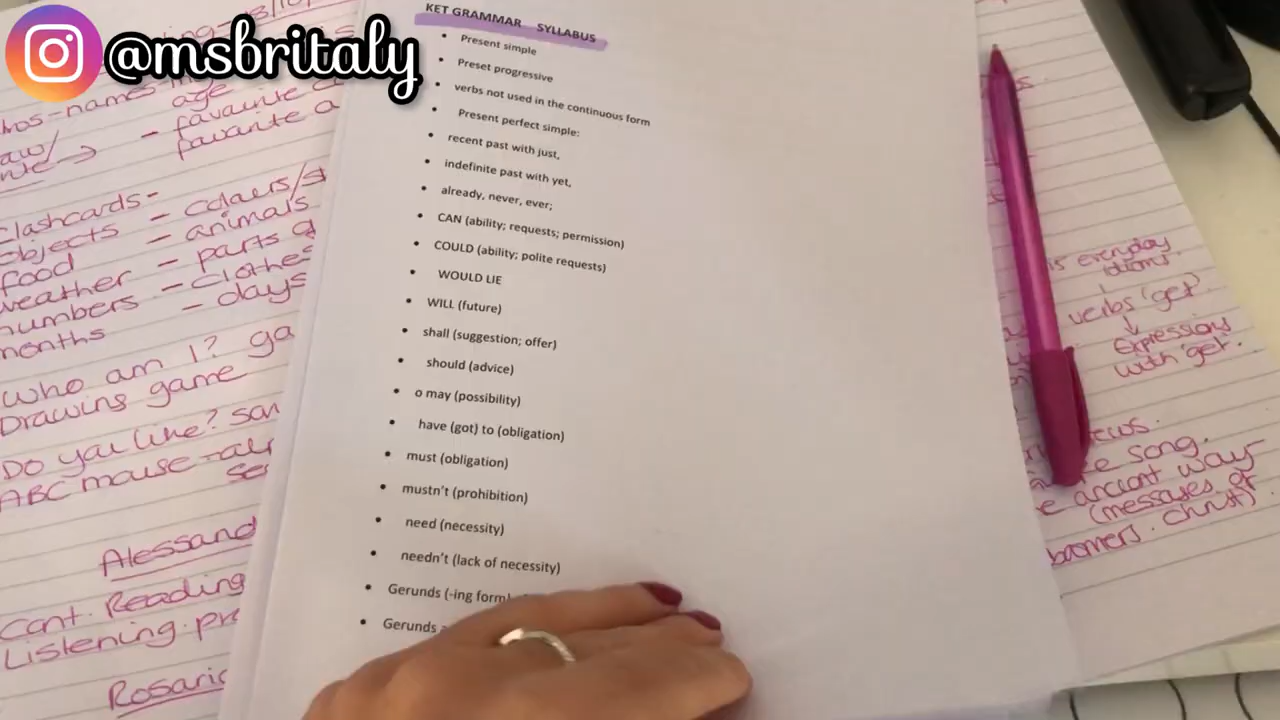 @msbritaly
KET GRAMMAR SYLLABUS
• Present simple
• Preset progressive
• verbs not used in the continuous form
• Present perfect simple:
• recent past with just,
• indefinite past with yet,
• already, never, ever;
• CAN (ability; requests; permission)
• COULD (ability; polite requests)
• WOULD LIE
• WILL (future)
• shall (suggestion; offer)
• should (advice)
• o may (possibility)
• have (got) to (obligation)
• must (obligation)
• mustn't (prohibition)
• need (necessity)
• needn't (lack of necessity)
• Gerunds (-ing form)
• Gerunds
names
age
- favourite
favourite
Flashcards-
objects - colours/
food - animals
weather - parts
numbers - clothes
months - days
Who am I?
Drawing game
Do you like?
ABC mouse
Cont. Reading
Listening
everyday
verbs 'get'
↓
Expressions
with 'get'.
song.
ancient ways
(messages of
Christ)